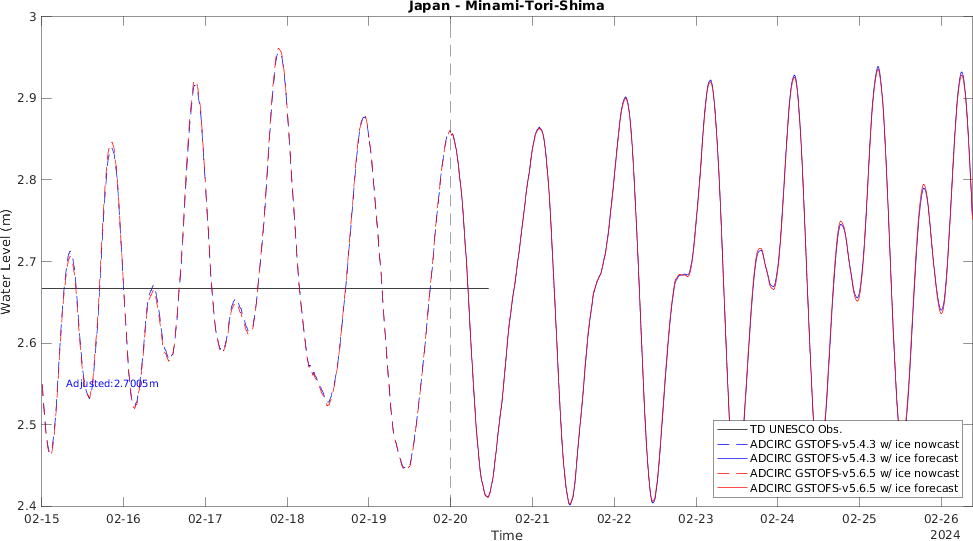 Japan - Minami-Tori-Shima
3
2.9
2.8
2.7
2.6
2.5
2.4
Water Level (m)
Adjusted:2.7005m
TD UNESCO Obs.
ADCIRC GSTOFS-v5.4.3 w/ ice nowcast
ADCIRC GSTOFS-v5.4.3 w/ ice forecast
ADCIRC GSTOFS-v5.6.5 w/ ice nowcast
ADCIRC GSTOFS-v5.6.5 w/ ice forecast
02-15 02-16 02-17 02-18 02-19 02-20 02-21 02-22 02-23 02-24 02-25 02-26
2024
Time